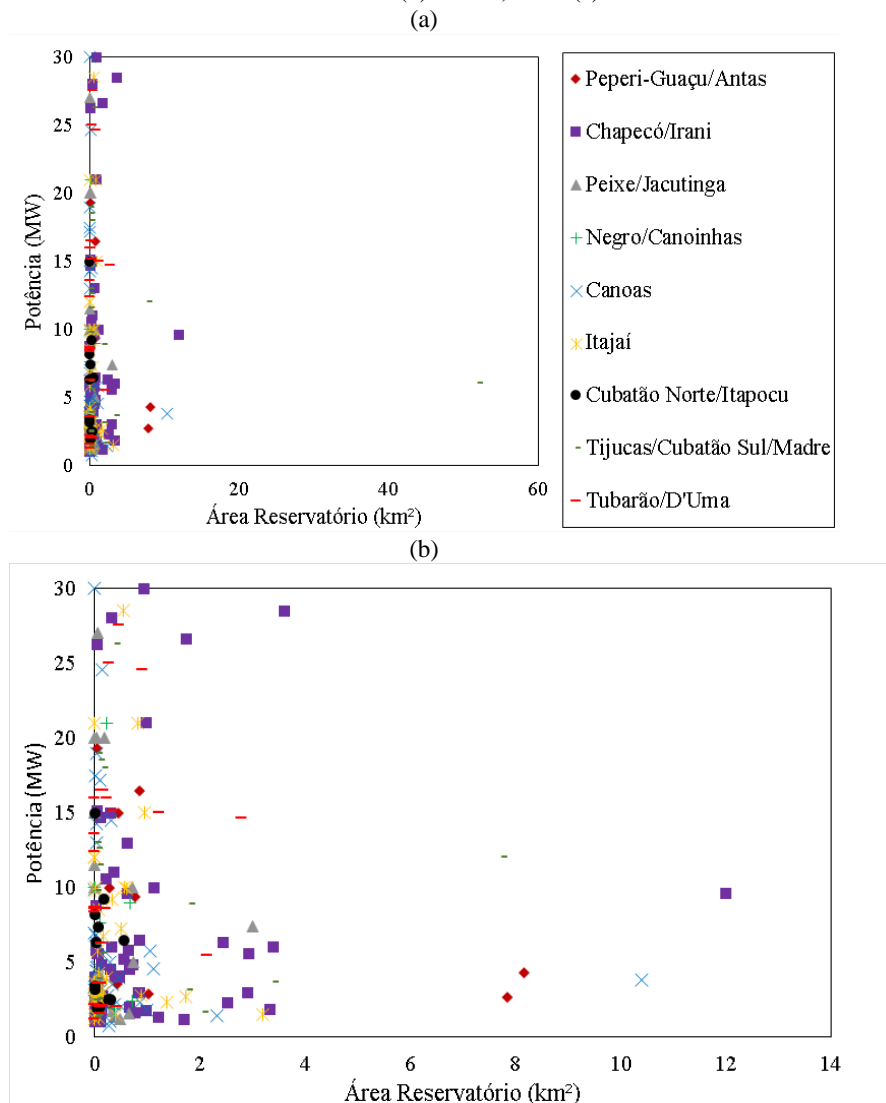 (a)
30
25
20
15
10
5
0
Potência (MW)
0 20 40 60
Área Reservatório (km²)
Peperi-Guaçu/Antas
Chapecó/Irani
Peixe/Jacutinga
Negro/Canoinhas
Canoas
Itajaí
Cubatão Norte/Itapocu
Tijucas/Cubatão Sul/Madre
Tubarão/D'Uma
(b)
30
25
20
15
10
5
0
Potência (MW)
0 2 4 6 8 10 12 14
Área Reservatório (km²)